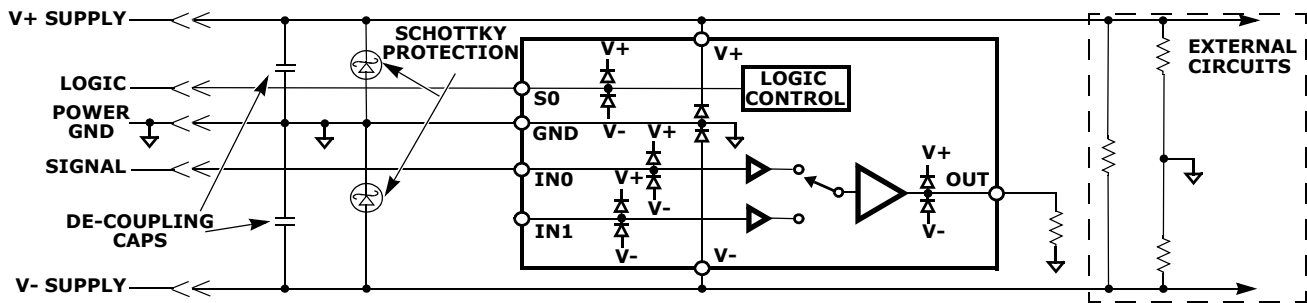 V+ SUPPLY
LOGIC
POWER
GND
SIGNAL
DE-COUPLING
CAPS
V- SUPPLY
SCHOTTKY
PROTECTION
V+
V+
S0
LOGIC
CONTROL
V-
GND
V+
IN0
V+
V-
IN1
V-
V-
V+
OUT
V-
EXTERNAL
CIRCUITS